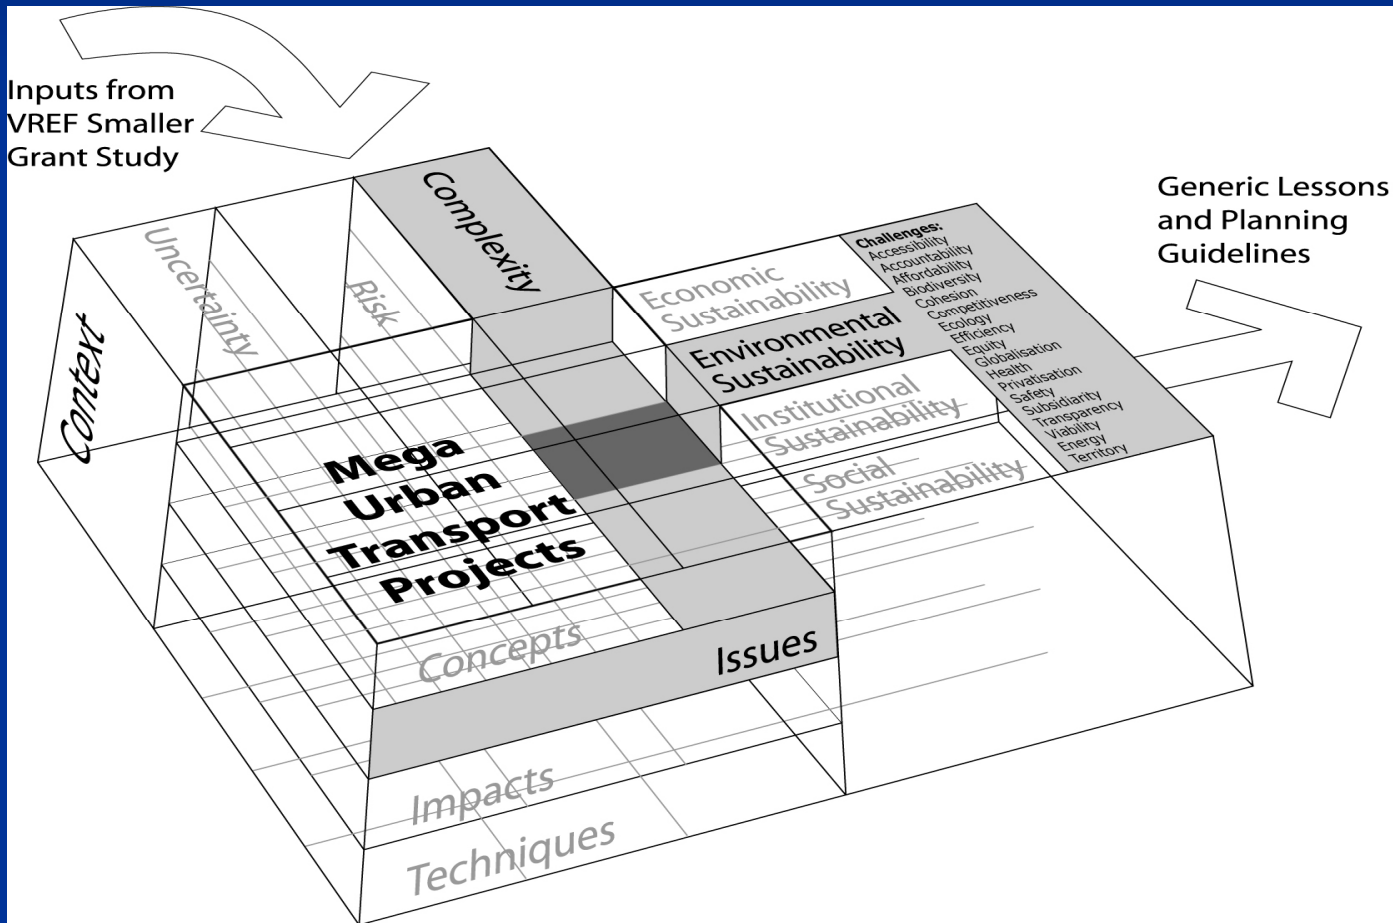 Inputs from
VREF Smaller
Grant Study
Context
Uncertainty
Risk
Complexity
Economic
Sustainability
Environmental
Sustainability
Institutional
Sustainability
Social
Sustainability
Challenges:
Accessibility
Accountability
Affordability
Biodiversity
Cohesion
Competitiveness
Ecology
Efficiency
Equity
Globalisation
Health
Privatisation
Safety
Subsidiarity
Transparency
Viability
Energy
Territory
Generic Lessons
and Planning
Guidelines
Mega
Urban
Transport
Projects
Concepts
Issues
Impacts
Techniques